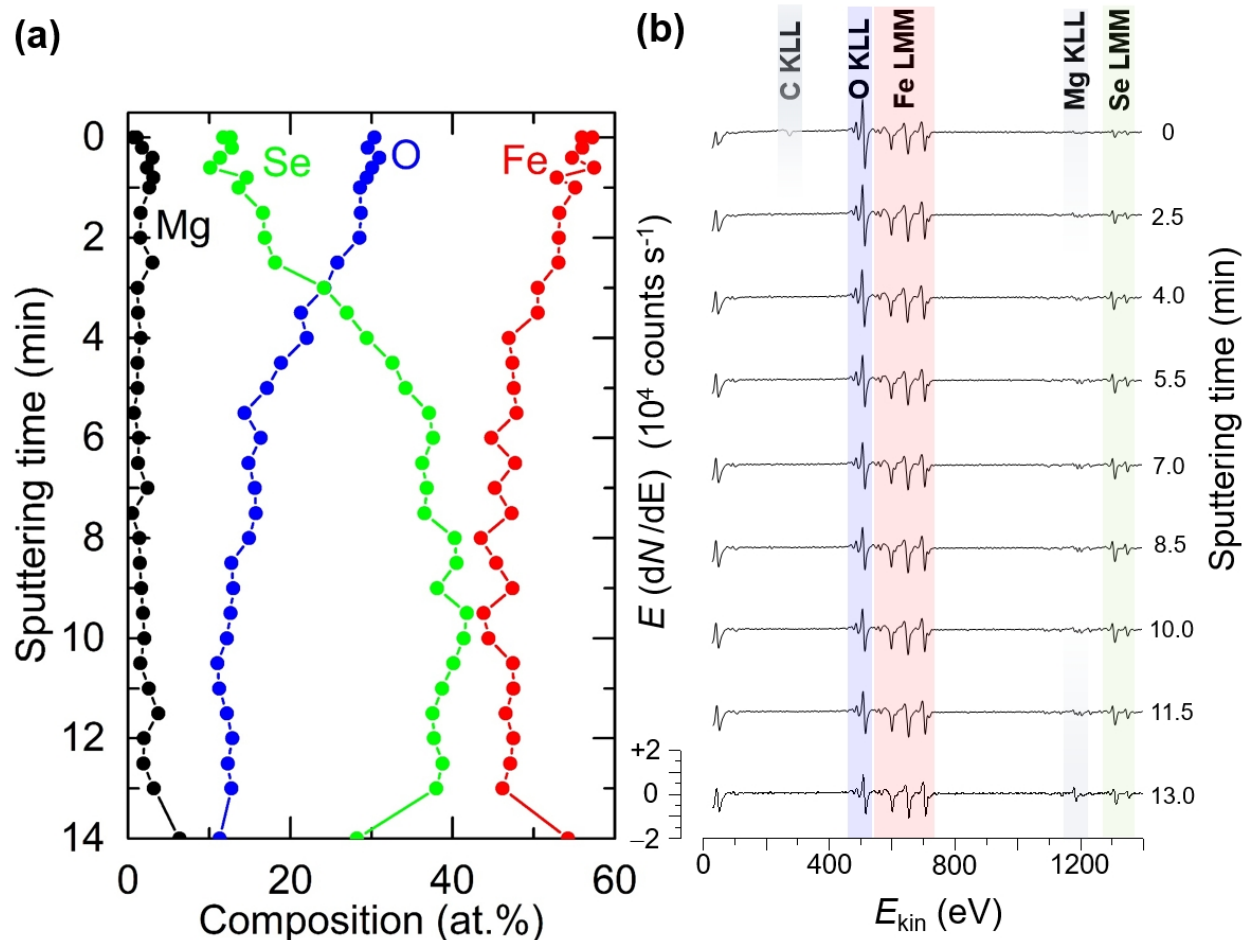 (a)
0
2
4
6
8
10
12
14
Sputtering time (min)
Mg
Se
O
Fe
0
20
40
60
Composition (at.%)
(b)
C KLL
O KLL
Fe LMM
Mg KLL
Se LMM
0
2.5
4.0
5.5
7.0
8.5
10.0
11.5
13.0
Sputtering time (min)
E (dN/dE) (10⁴ counts s⁻¹)
+2
0
−2
0
400
800
1200
Ekin (eV)